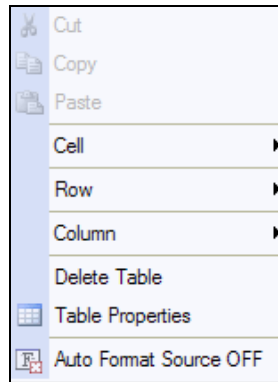 Cut
Copy
Paste
Cell
Row
Column
Delete Table
Table Properties
Auto Format Source OFF